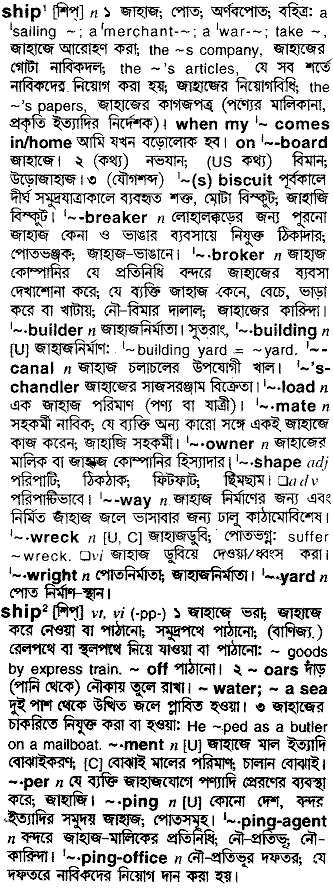 ship¹ [শিপ্] n ১ জাহাজ; পোত; অর্ণবপোত; বহিত্র: a
ˈsailing ~; a ˈmerchant-~; a ˈwar-~; take ~,
জাহাজে আরোহণ করা; the ~s company, জাহাজের
গোটা নাবিকদল; the ~'s articles, যে সব শর্তে
নাবিকদের নিয়োগ করা হয়; জাহাজের নিয়োগবিধি; the
~'s papers, জাহাজের কাগজপত্র (পণ্যের মালিকানা,
প্রকৃতি ইত্যাদির নির্দেশক)। when my ˈ~ comes
in/home আমি যখন বড়োলোক হব। on ˈ~-board
জাহাজে। ২ (কথ্য) নভযান; (US কথ্য) বিমান;
উড়োজাহাজ। ৩ (যৌগশব্দ) ˈ~(s) biscuit পূর্বকালে
দীর্ঘ সমুদ্রযাত্রাকালে ব্যবহৃত শক্ত, মোটা বিস্কুট; জাহাজি
বিস্কুট। ˈ~-breaker n লোহালক্কড়ের জন্য পুরনো
জাহাজ কেনা ও ভাঙার ব্যবসায়ে নিযুক্ত ঠিকাদার;
পোতভঞ্জক; জাহাজ-ভাঙানে। ˈ~-broker n জাহাজ
কোম্পানির যে প্রতিনিধি বন্দরে জাহাজের ব্যবসা
দেখাশোনা করে; যে ব্যক্তি জাহাজ কেনে, বেচে, ভাড়া
করে বা খাটায়; নৌ-বিমার দালাল; জাহাজের কারিন্দা।
ˈ~-builder n জাহাজনির্মাতা। সুতরাং, ˈ~-building n
[U] জাহাজনির্মাণ: ˈ~building yard = ~yard. ˈ~-
canal n জাহাজ চলাচলের উপযোগী খাল। ˈ~'s-
chandler জাহাজের সাজসরঞ্জাম বিক্রেতা। ˈ~-load n
এক জাহাজ পরিমাণ (পণ্য বা যাত্রী)। ˈ~-mate n
সহকর্মী নাবিক, যে ব্যক্তি অন্য কারো সঙ্গে একই জাহাজে
কাজ করেন; জাহাজি সহকর্মী। ˈ~-owner n জাহাজের
মালিক বা জাহাজ কোম্পানির হিস্যাদার। ˈ~-shape adj
পরিপাটি; ঠিকঠাক; ফিটফাট; ছিমছাম। □adv
পরিপাটিভাবে। ˈ~-way n জাহাজ নির্মাণের জন্য এবং
নির্মিত জাহাজ জলে ভাসাবার জন্য ঢালু কাঠামোবিশেষ।
ˈ~-wreck n [U, C] জাহাজডুবি; পোতভগ্ন: suffer
~wreck. □vi জাহাজ ডুবিয়ে দেওয়া/ধ্বংস করা।
ˈ~-wright n পোতনির্মাতা; জাহাজনির্মাতা। ˈ~-yard n
পোত নির্মাণ-স্থান।
ship² [শিপ্] vt, vi (-pp-) ১ জাহাজে ভরা; জাহাজে
করে নেওয়া বা পাঠানো; সমুদ্রপথে পাঠানো; (বাণিজ্য.)
রেলপথে বা স্থলপথে নিয়ে যাওয়া বা পাঠানো: ~ goods
by express train. ~ off পাঠানো। ২ ~ oars দাঁড়
(পানি থেকে) নৌকায় তুলে রাখা। ~ water; ~ a sea
দুই পাশ থেকে উত্থিত জলে প্লাবিত হওয়া। ৩ জাহাজের
চাকরিতে নিযুক্ত করা বা হওয়া: He ~ped as a butler
on a mailboat. ~·ment n [U] জাহাজে মাল ইত্যাদি
বোঝাইকরণ; [C] বোঝাই মালের পরিমাণ; চালান বোঝাই।
~·per n যে ব্যক্তি জাহাজযোগে পণ্যাদি প্রেরণের ব্যবস্থা
করে; জাহাজি। ~·ping n [U] কোনো দেশ, বন্দর
ইত্যাদির সমুদয় জাহাজ; পোতসমূহ। ˈ~·ping-agent
n বন্দরে জাহাজ-মালিকের প্রতিনিধি; নৌ-প্রতিভূ; নৌ-
কারিন্দা। ˈ~·ping-office n নৌ-প্রতিভূর দফতর; যে
দফতরে নাবিকদের নিয়োগ দান করা হয়।